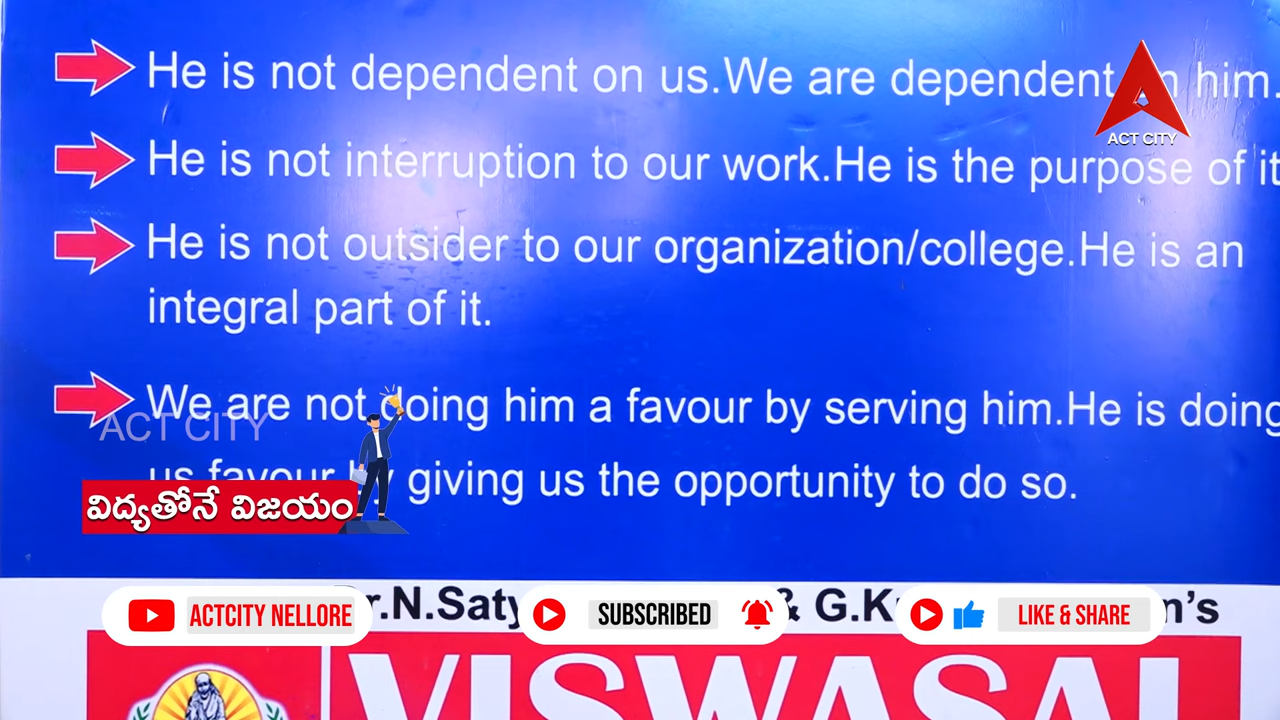 He is not dependent on us.We are dependent him.
He is not interruption to our work.He is the purpose of it
He is not outsider to our organization/college.He is an
integral part of it.
We are not doing him a favour by serving him.He is doing
us favour by giving us the opportunity to do so.
ACT CITY
ACT CITY
విద్యతోనే విజయం
r.N.Saty & G.K n's
ACTCITY NELLORE
SUBSCRIBED
LIKE & SHARE
VISWASAI